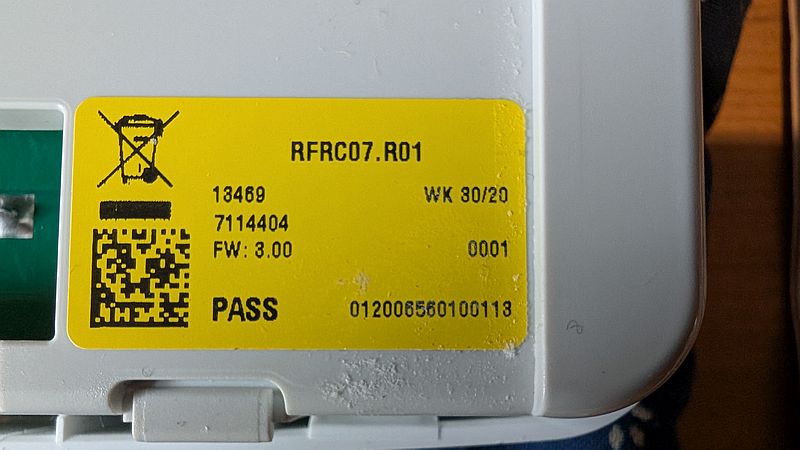 RFRC07.R01
13469 WK 30/20
7114404
FW: 3.00 0001
PASS 012006560100113